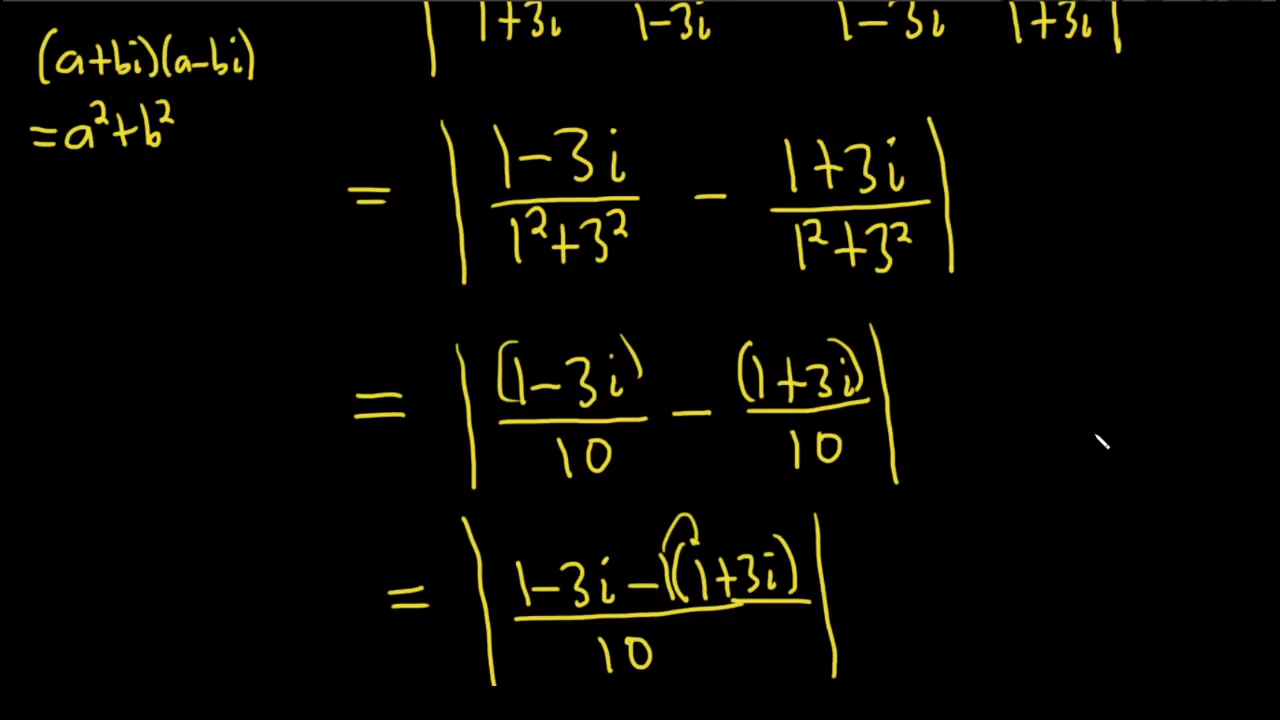 | 1+3i 1-3i 1-3i 1+3i |
(a+bi)(a-bi)
= a²+b²
= | (1-3i)/(1²+3²) - (1+3i)/(1²+3²) |
= | (1-3i)/10 - (1+3i)/10 |
= | (1-3i-1(1+3i))/10 |